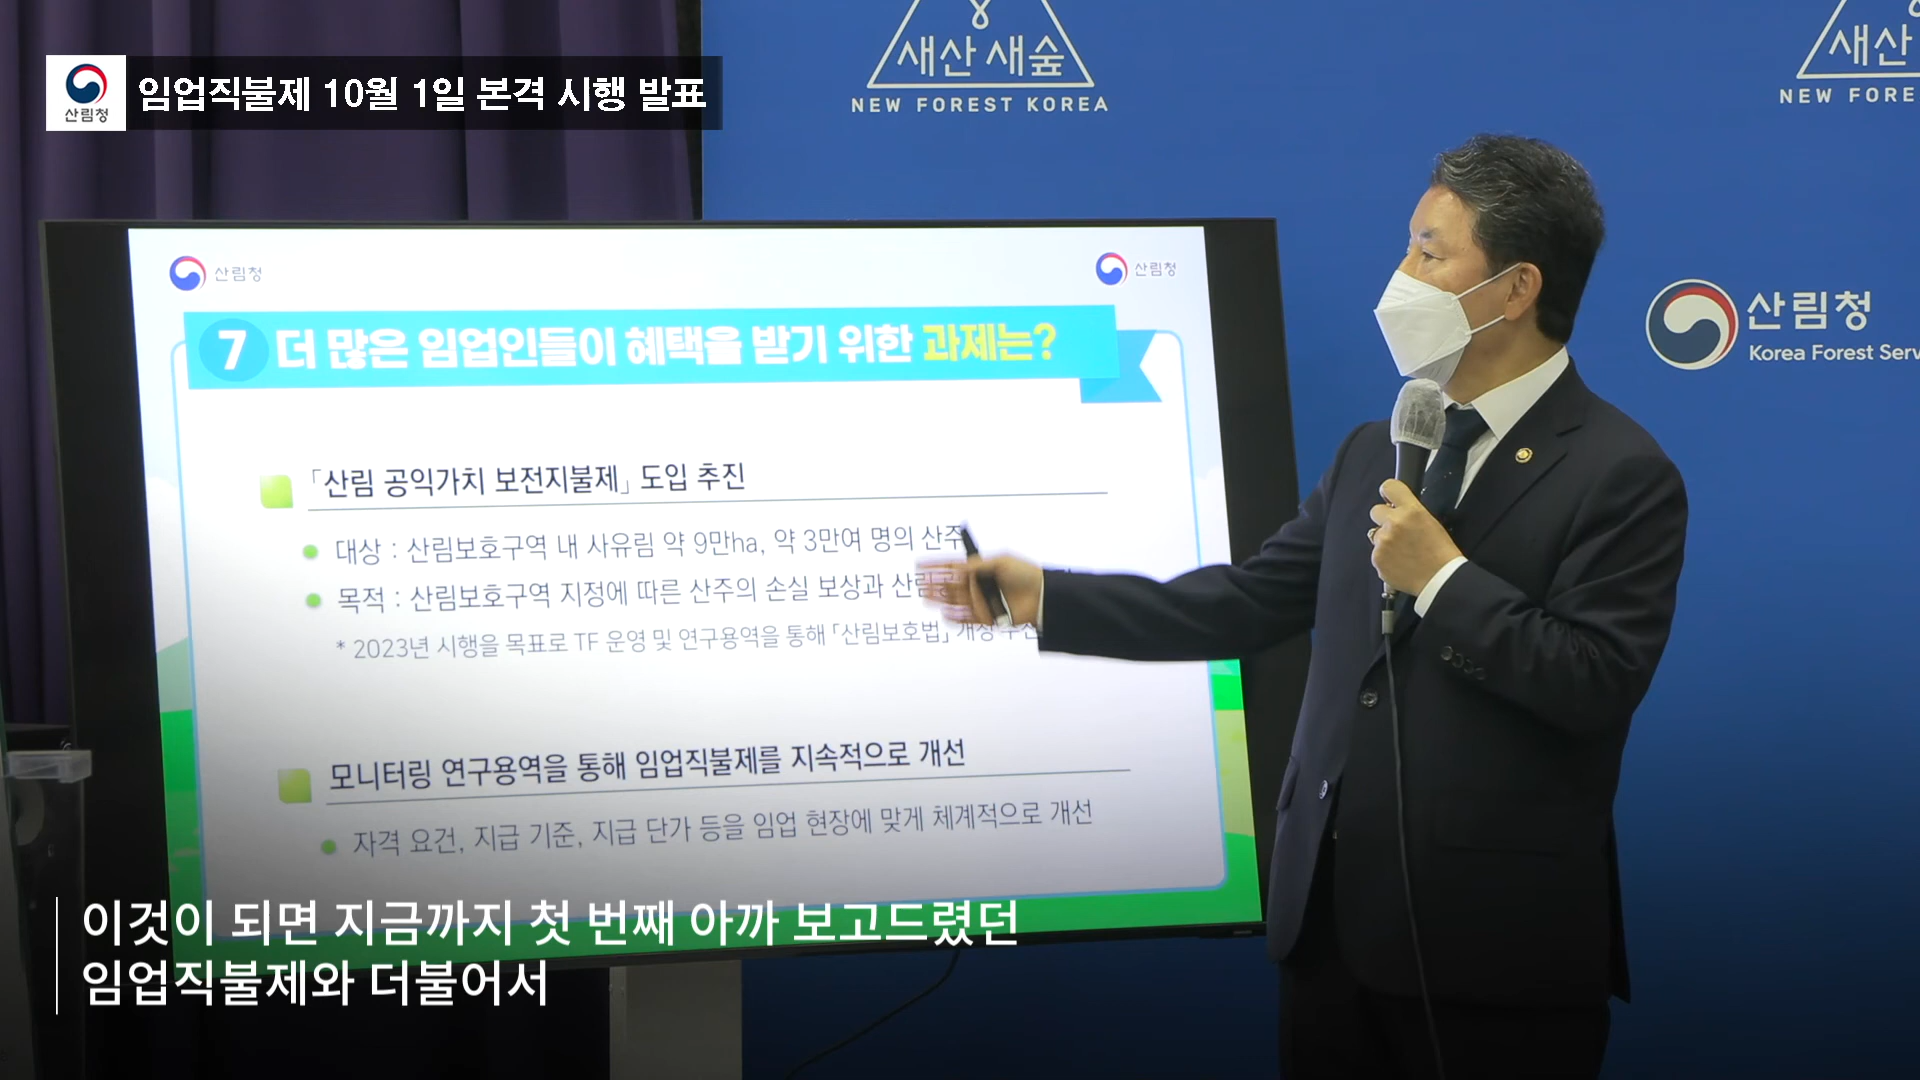 새산 새숲
NEW FOREST KOREA
새산
NEW FORE
산림청
임업직불제 10월 1일 본격 시행 발표
산림청
산림청
산림청
Korea Forest Serv
7 더 많은 임업인들이 혜택을 받기 위한 과제는?
「산림 공익가치 보전지불제」 도입 추진
대상 : 산림보호구역 내 사유림 약 9만ha, 약 3만여 명의 산주
목적 : 산림보호구역 지정에 따른 산주의 손실 보상과
* 2023년 시행을 목표로 TF 운영 및 연구용역을 통해 「산림보호법」
모니터링 연구용역을 통해 임업직불제를 지속적으로 개선
자격 요건, 지급 기준, 지급 단가 등을 임업 현장에 맞게 체계적으로 개선
이것이 되면 지금까지 첫 번째 아까 보고드렸던
임업직불제와 더불어서